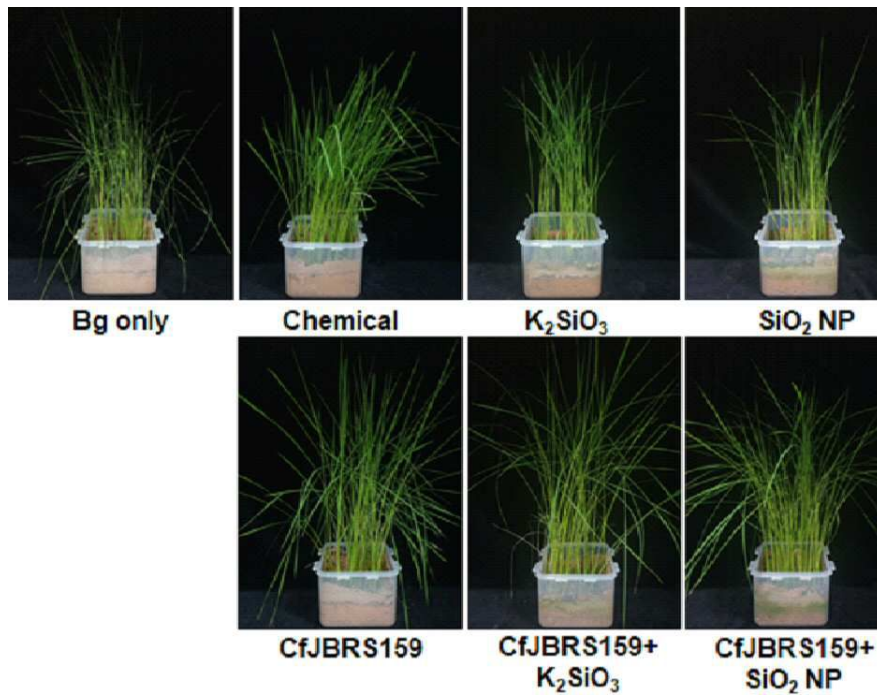 Bg only
Chemical
K₂SiO₃
SiO₂ NP
CfJBRS159
CfJBRS159+
K₂SiO₃
CfJBRS159+
SiO₂ NP